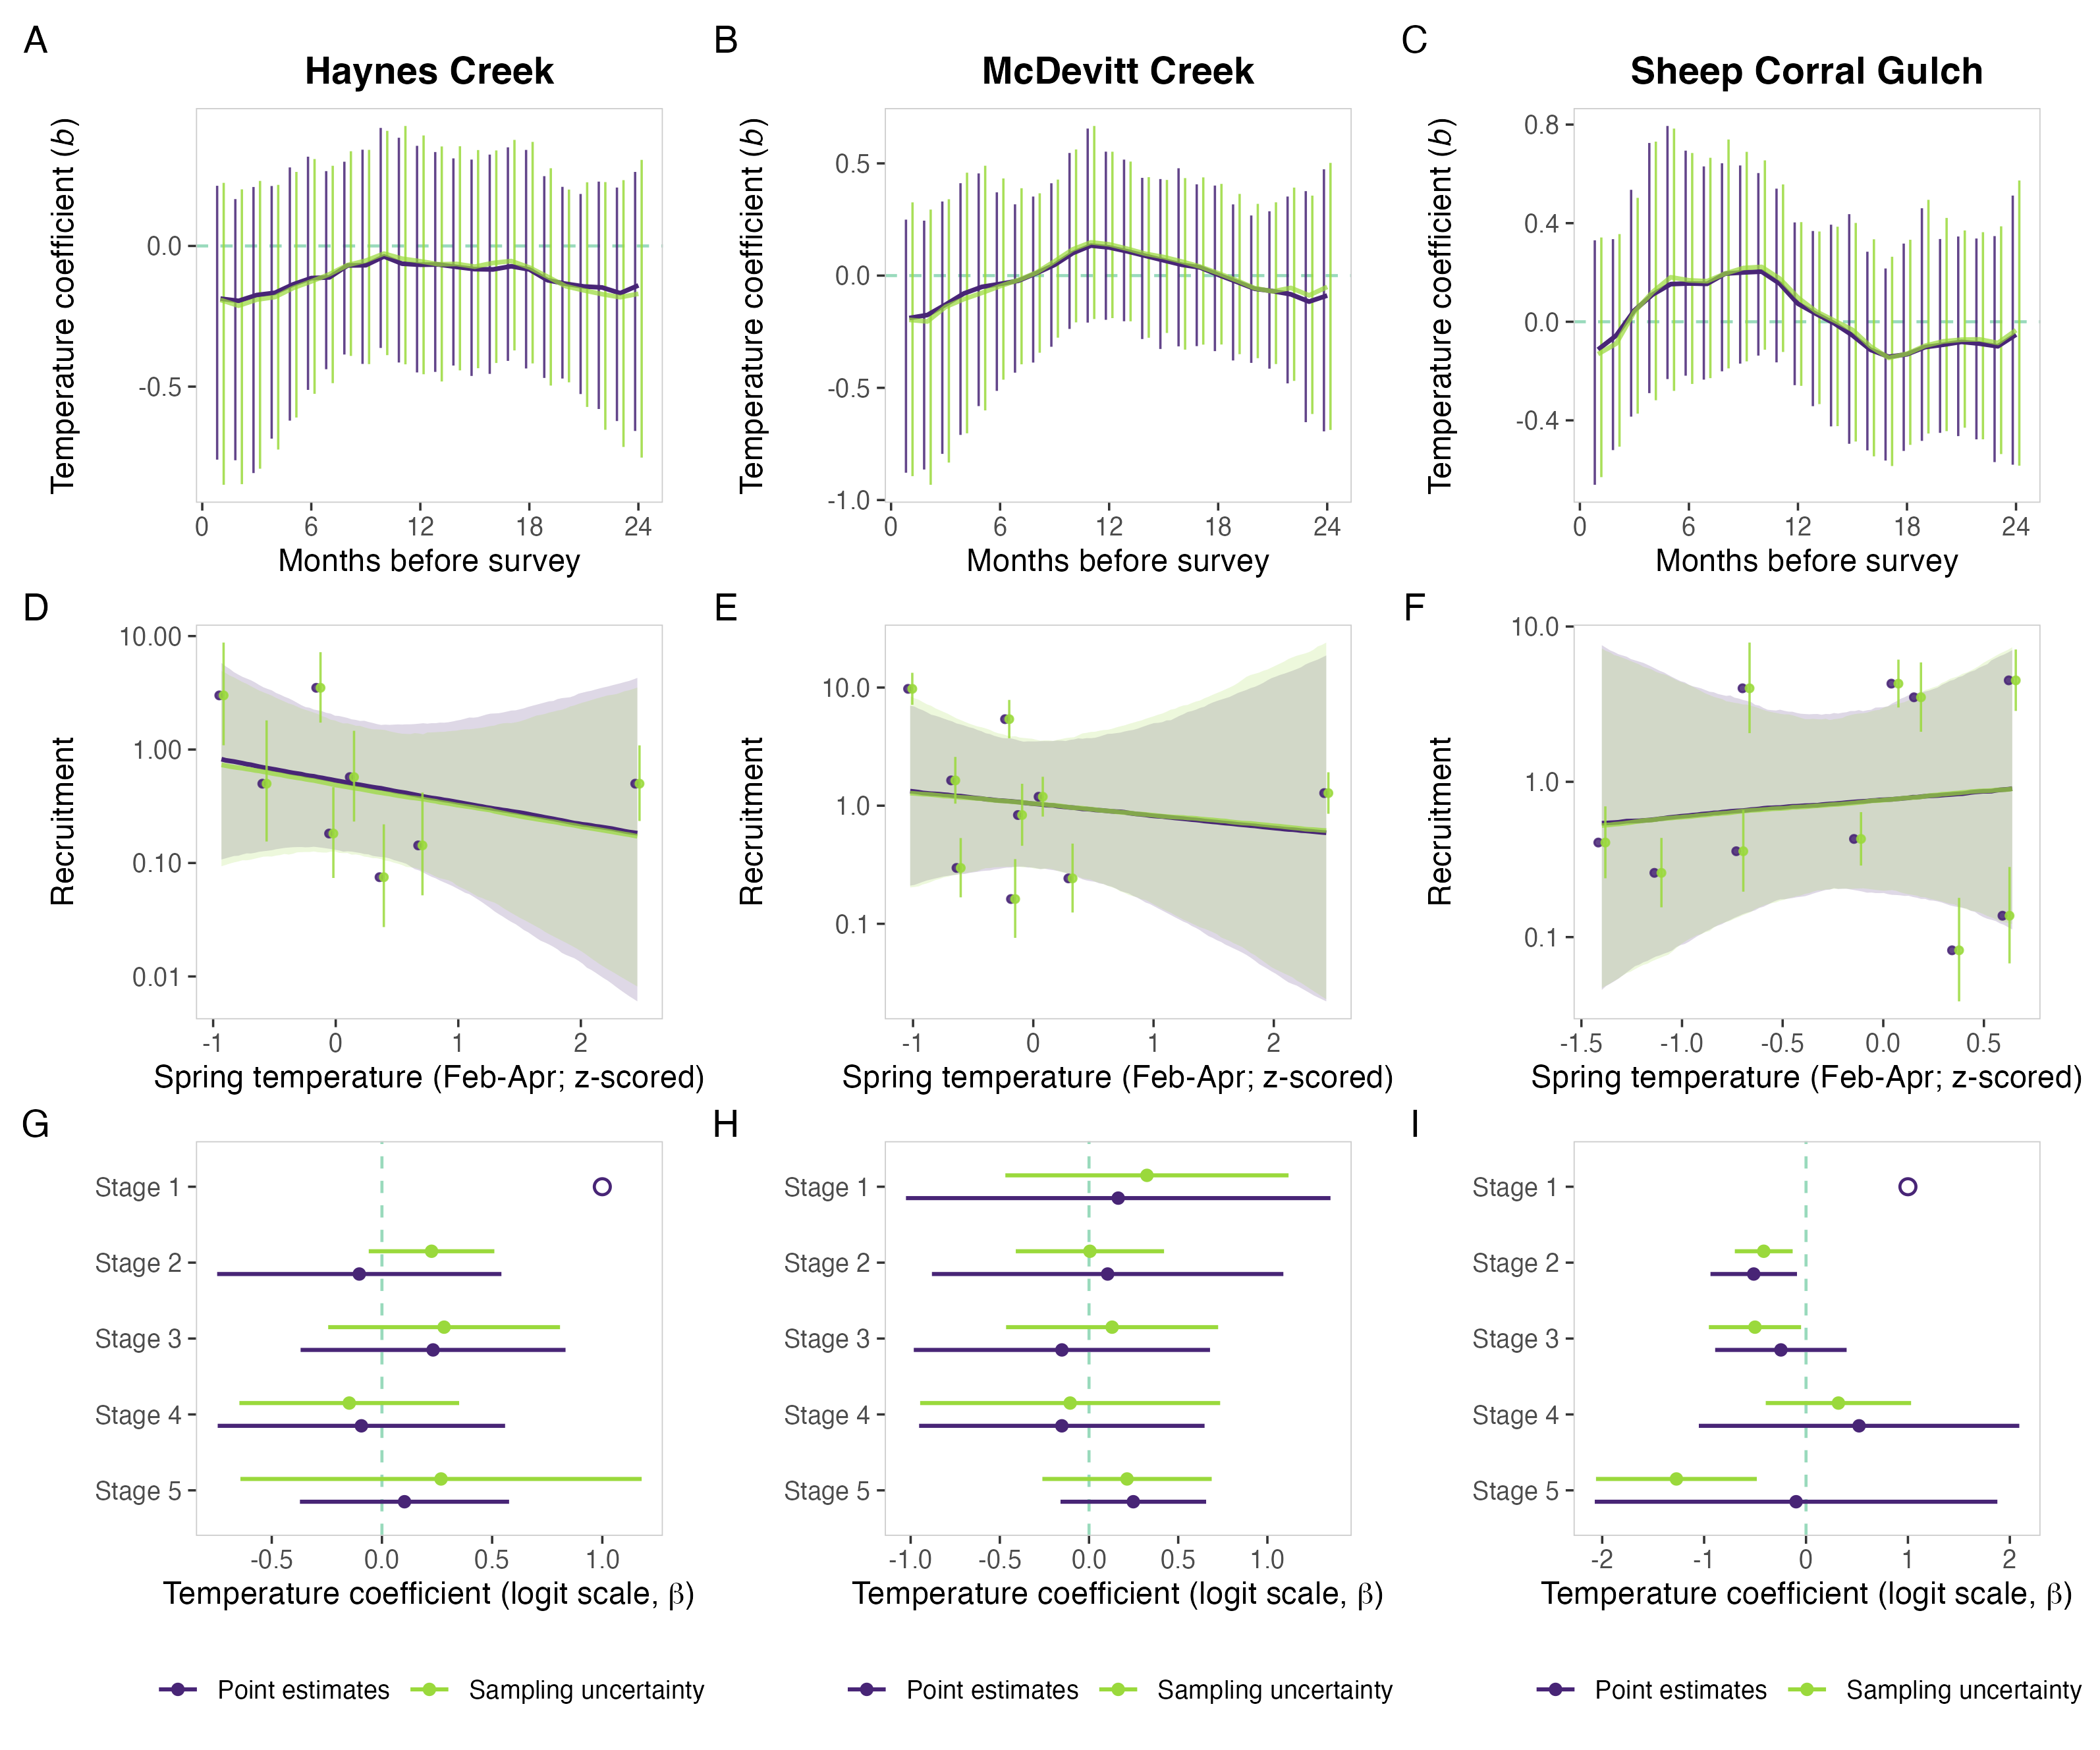 A
B
C
Haynes Creek
McDevitt Creek
Sheep Corral Gulch
Temperature coefficient (b)
0.0
-0.5
0
6
12
18
24
Months before survey
Temperature coefficient (b)
0.5
0.0
-0.5
-1.0
0
6
12
18
24
Months before survey
Temperature coefficient (b)
0.8
0.4
0.0
-0.4
0
6
12
18
24
Months before survey
D
E
F
Recruitment
10.00
1.00
0.10
0.01
-1
0
1
2
Spring temperature (Feb-Apr; z-scored)
Recruitment
10.0
1.0
0.1
-1
0
1
2
Spring temperature (Feb-Apr; z-scored)
Recruitment
10.0
1.0
0.1
-1.5
-1.0
-0.5
0.0
0.5
Spring temperature (Feb-Apr; z-scored)
G
H
I
Stage 1
Stage 2
Stage 3
Stage 4
Stage 5
-0.5
0.0
0.5
1.0
Temperature coefficient (logit scale, β)
Stage 1
Stage 2
Stage 3
Stage 4
Stage 5
-1.0
-0.5
0.0
0.5
1.0
Temperature coefficient (logit scale, β)
Stage 1
Stage 2
Stage 3
Stage 4
Stage 5
-2
-1
0
1
2
Temperature coefficient (logit scale, β)
Point estimates
Sampling uncertainty
Point estimates
Sampling uncertainty
Point estimates
Sampling uncertainty